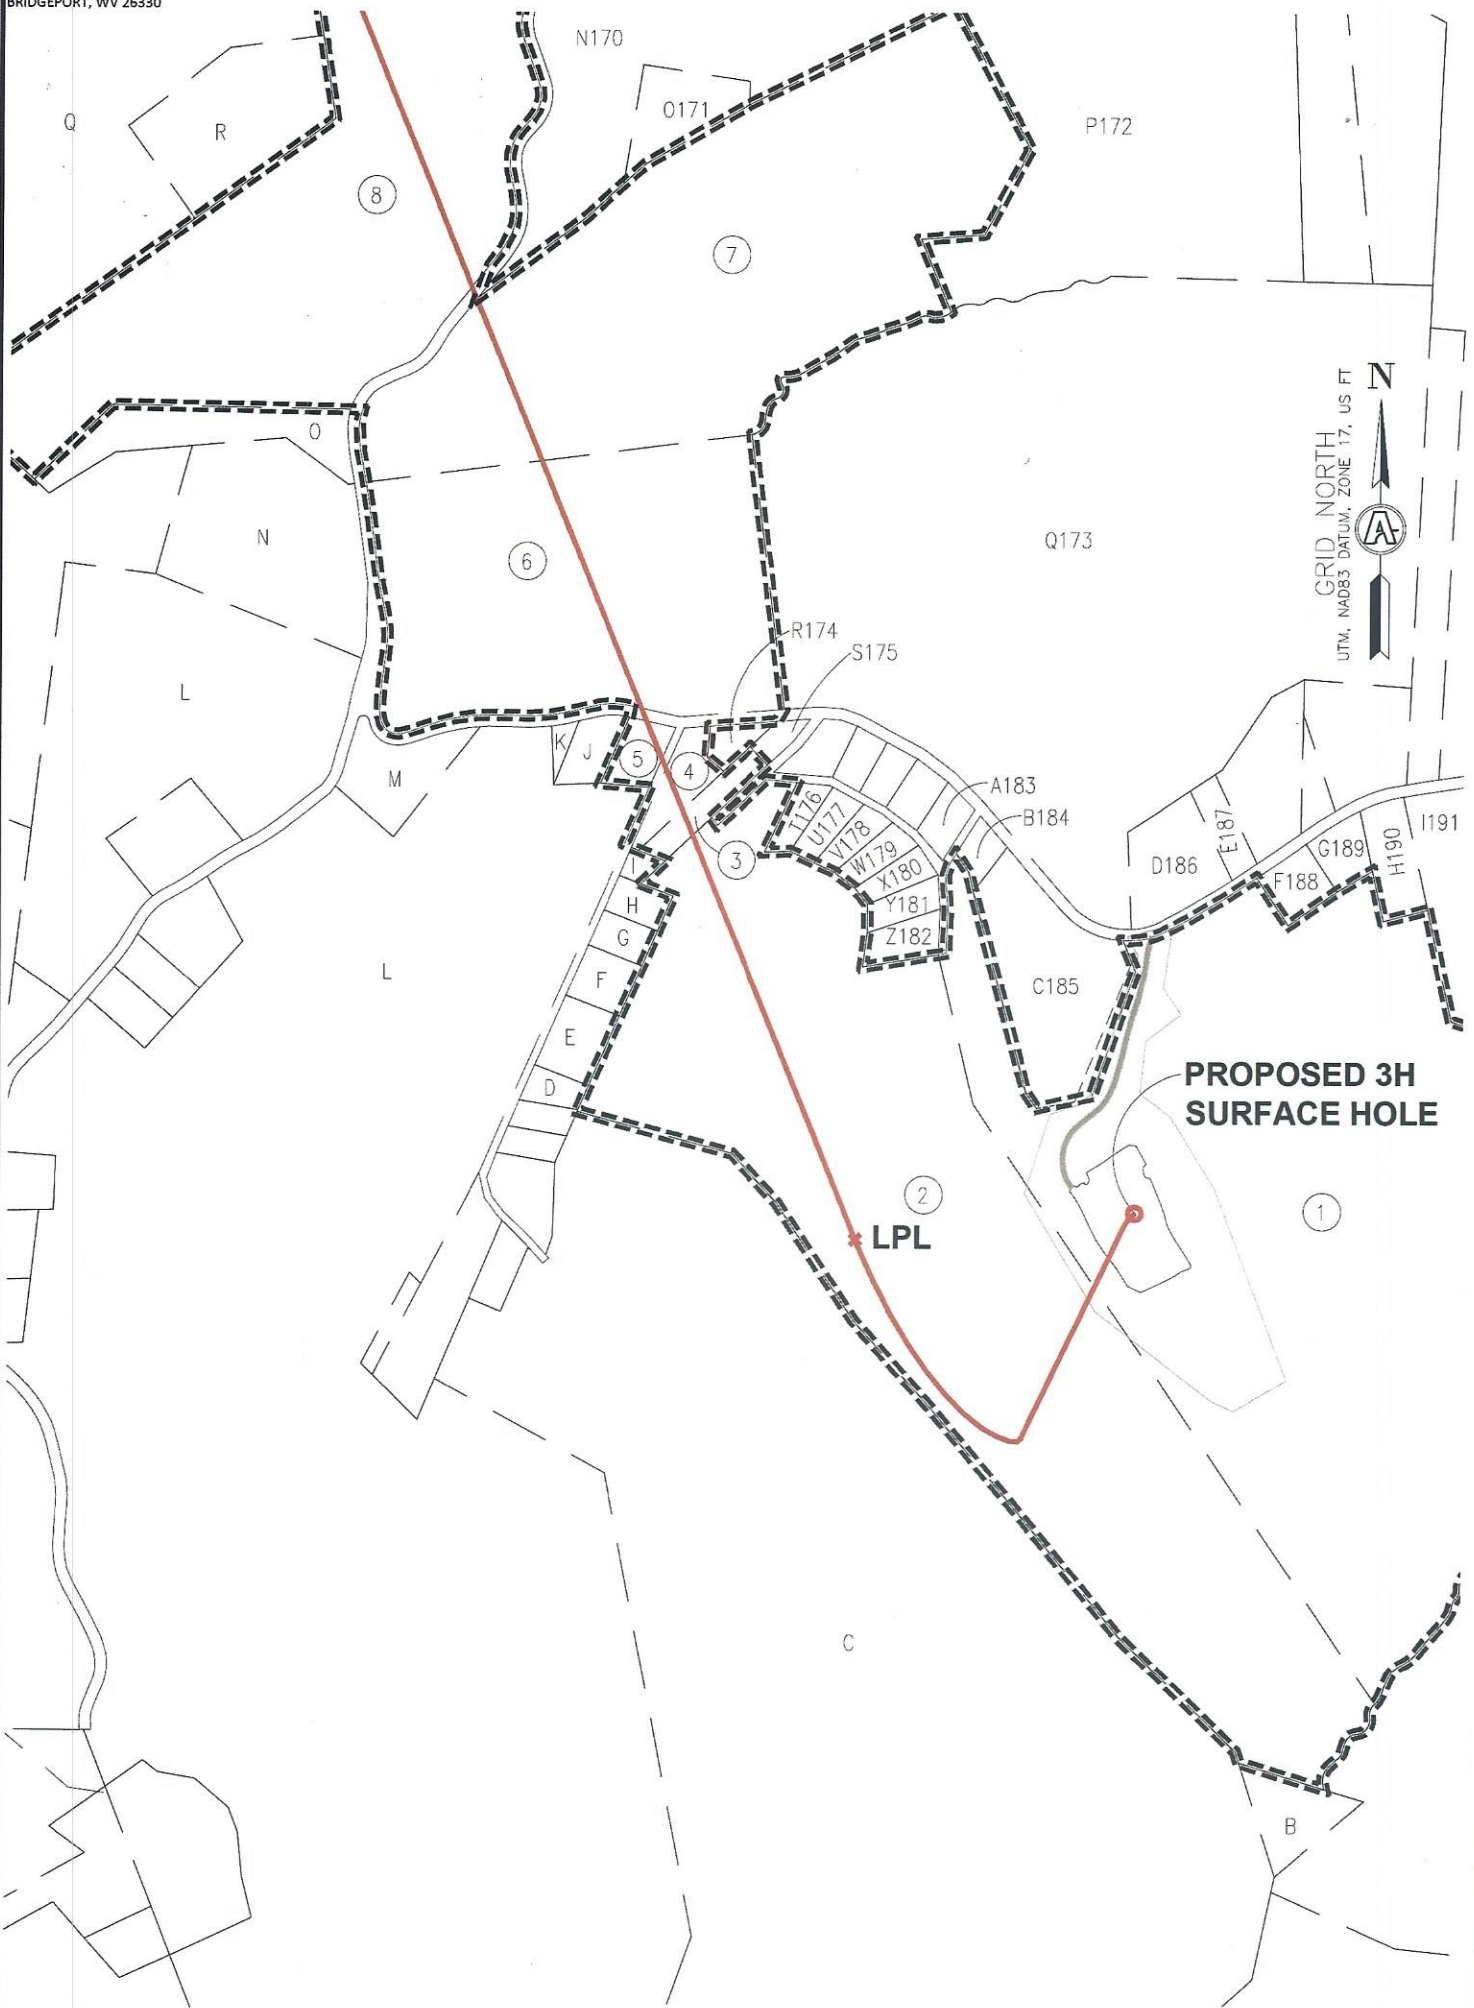 BRIDGEPORT, WV 26330
N170
O171
Q
R
P172
8
7
N
GRID NORTH
UTM, NAD83 DATUM, ZONE 17, US FT
A
O
N
Q173
6
R174
S175
L
K
J
5
4
M
A183
B184
T176
U177
V178
W179
X180
Y181
Z182
3
I
H
G
F
E
D
L
C185
D186
E187
F188
G189
H190
I191
PROPOSED 3H
SURFACE HOLE
2
1
LPL
C
B